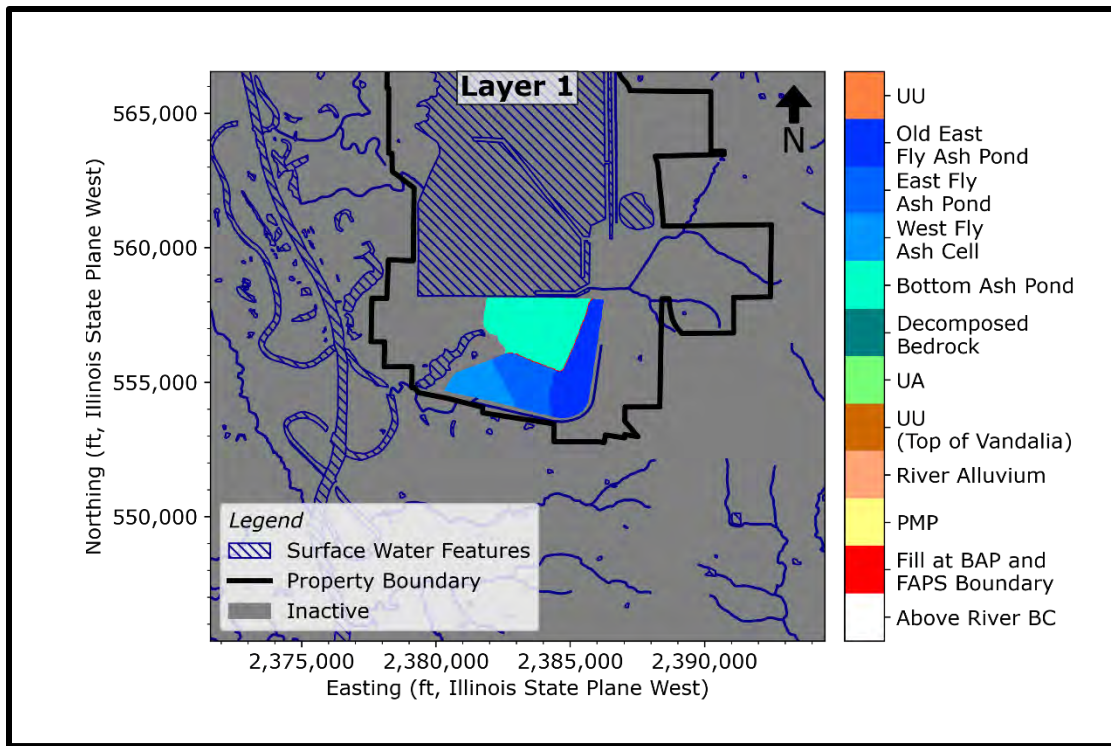 Layer 1
N
565,000
560,000
555,000
550,000
Northing (ft, Illinois State Plane West)
2,375,000
2,380,000
2,385,000
2,390,000
Easting (ft, Illinois State Plane West)
Legend
Surface Water Features
Property Boundary
Inactive
UU
Old East
Fly Ash Pond
East Fly
Ash Pond
West Fly
Ash Cell
Bottom Ash Pond
Decomposed
Bedrock
UA
UU
(Top of Vandalia)
River Alluvium
PMP
Fill at BAP and
FAPS Boundary
Above River BC